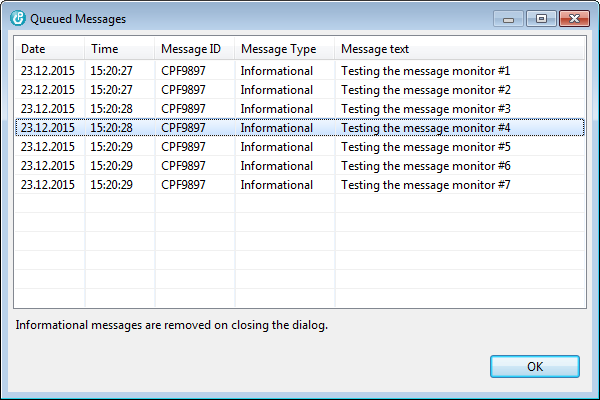 Queued Messages
Date Time Message ID Message Type Message text
23.12.2015 15:20:27 CPF9897 Informational Testing the message monitor #1
23.12.2015 15:20:27 CPF9897 Informational Testing the message monitor #2
23.12.2015 15:20:28 CPF9897 Informational Testing the message monitor #3
23.12.2015 15:20:28 CPF9897 Informational Testing the message monitor #4
23.12.2015 15:20:29 CPF9897 Informational Testing the message monitor #5
23.12.2015 15:20:29 CPF9897 Informational Testing the message monitor #6
23.12.2015 15:20:29 CPF9897 Informational Testing the message monitor #7
Informational messages are removed on closing the dialog.
OK